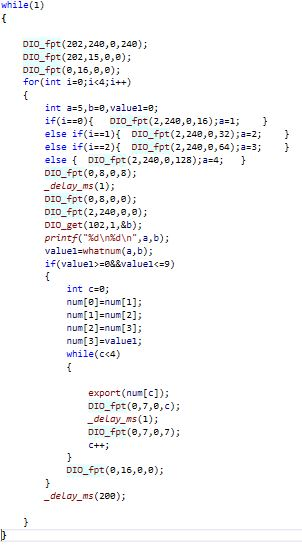 while(1)
{
DIO_fpt(202,240,0,240);
DIO_fpt(202,15,0,0);
DIO_fpt(0,16,0,0);
for(int i=0;i<4;i++)
{
int a=5,b=0,value1=0;
if(i==0){   DIO_fpt(2,240,0,16);a=1;    }
else if(i==1){  DIO_fpt(2,240,0,32);a=2;    }
else if(i==2){  DIO_fpt(2,240,0,64);a=3;    }
else {  DIO_fpt(2,240,0,128);a=4;   }
DIO_fpt(0,8,0,8);
_delay_ms(1);
DIO_fpt(0,8,0,0);
DIO_fpt(2,240,0,0);
DIO_get(102,1,&b);
printf("%d\n%d\n",a,b);
value1=whatnum(a,b);
if(value1>=0&&value1<=9)
{
int c=0;
num[0]=num[1];
num[1]=num[2];
num[2]=num[3];
num[3]=value1;
while(c<4)
{
export(num[c]);
DIO_fpt(0,7,0,c);
_delay_ms(1);
DIO_fpt(0,7,0,7);
c++;
}
DIO_fpt(0,16,0,0);
}
_delay_ms(200);
}
}